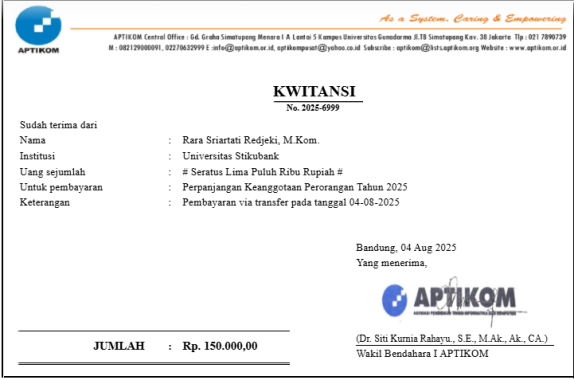 As a System, Caring & Empowering
APTIKOM Central Office : Gd. Graha Simatupang Menara I A Lantai 5 Kampus Universitas Gunadarma Jl.TB Simatupang Kav. 38 Jakarta Tlp : 021 7890739
M : 082129000091, 02270632999 E :info@aptikom.or.id, aptikompusat@yahoo.co.id Subscribe : aptikom@lists.aptikom.org Website : www.aptikom.or.id
APTIKOM
KWITANSI
No. 2025-6999
Sudah terima dari
Nama : Rara Sriartati Redjeki, M.Kom.
Institusi : Universitas Stikubank
Uang sejumlah : # Seratus Lima Puluh Ribu Rupiah #
Untuk pembayaran : Perpanjangan Keanggotaan Perorangan Tahun 2025
Keterangan : Pembayaran via transfer pada tanggal 04-08-2025
Bandung, 04 Aug 2025
Yang menerima,
APTIKOM
(Dr. Siti Kurnia Rahayu., S.E., M.Ak., Ak., CA.)
JUMLAH : Rp. 150.000,00
Wakil Bendahara I APTIKOM